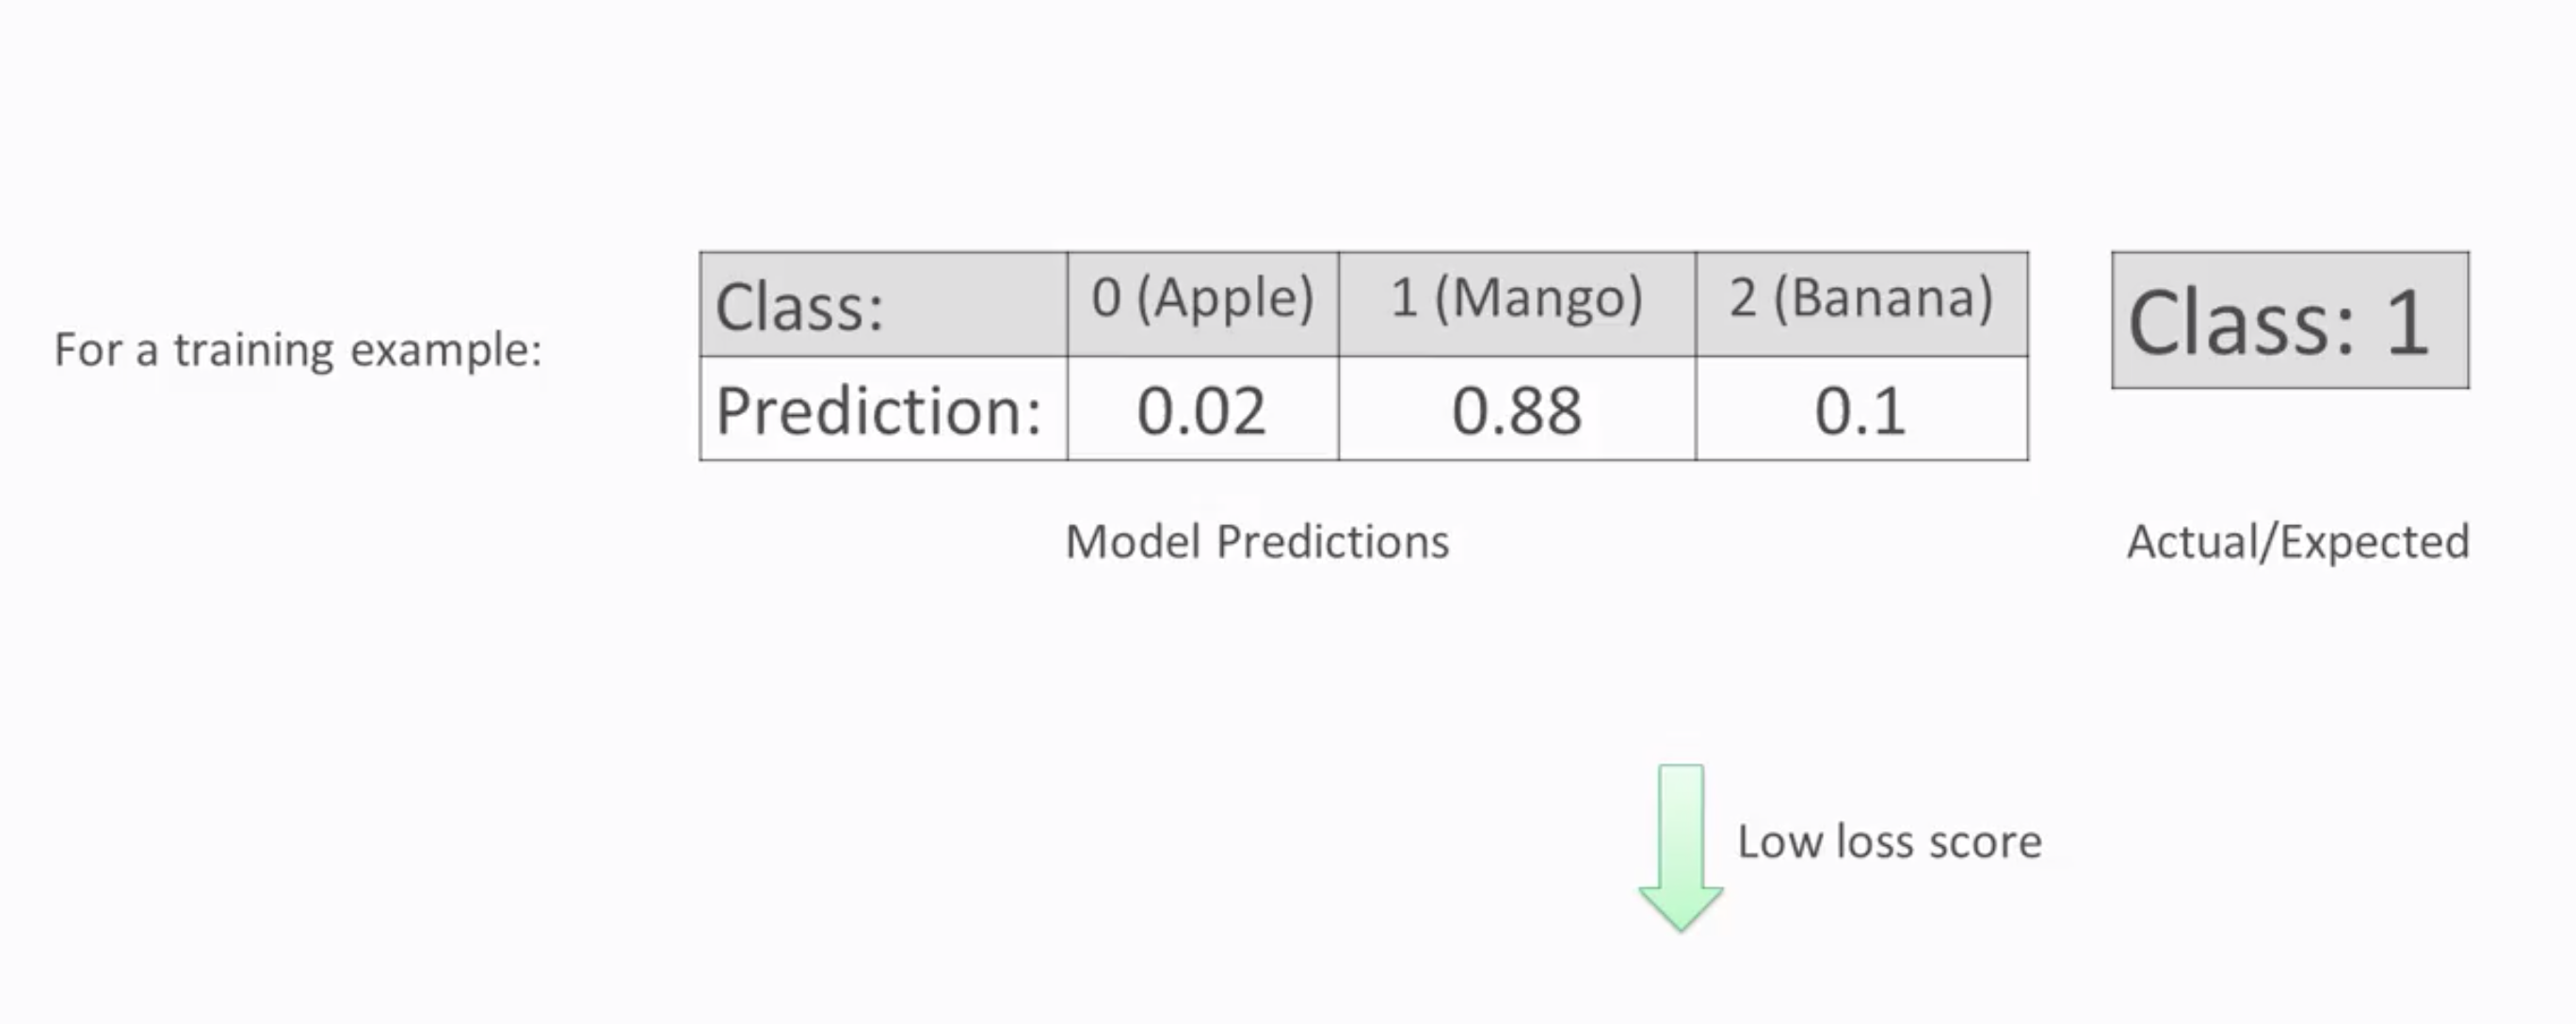 For a training example:
Class: 0 (Apple) 1 (Mango) 2 (Banana)
Prediction: 0.02 0.88 0.1
Class: 1
Model Predictions
Actual/Expected
Low loss score